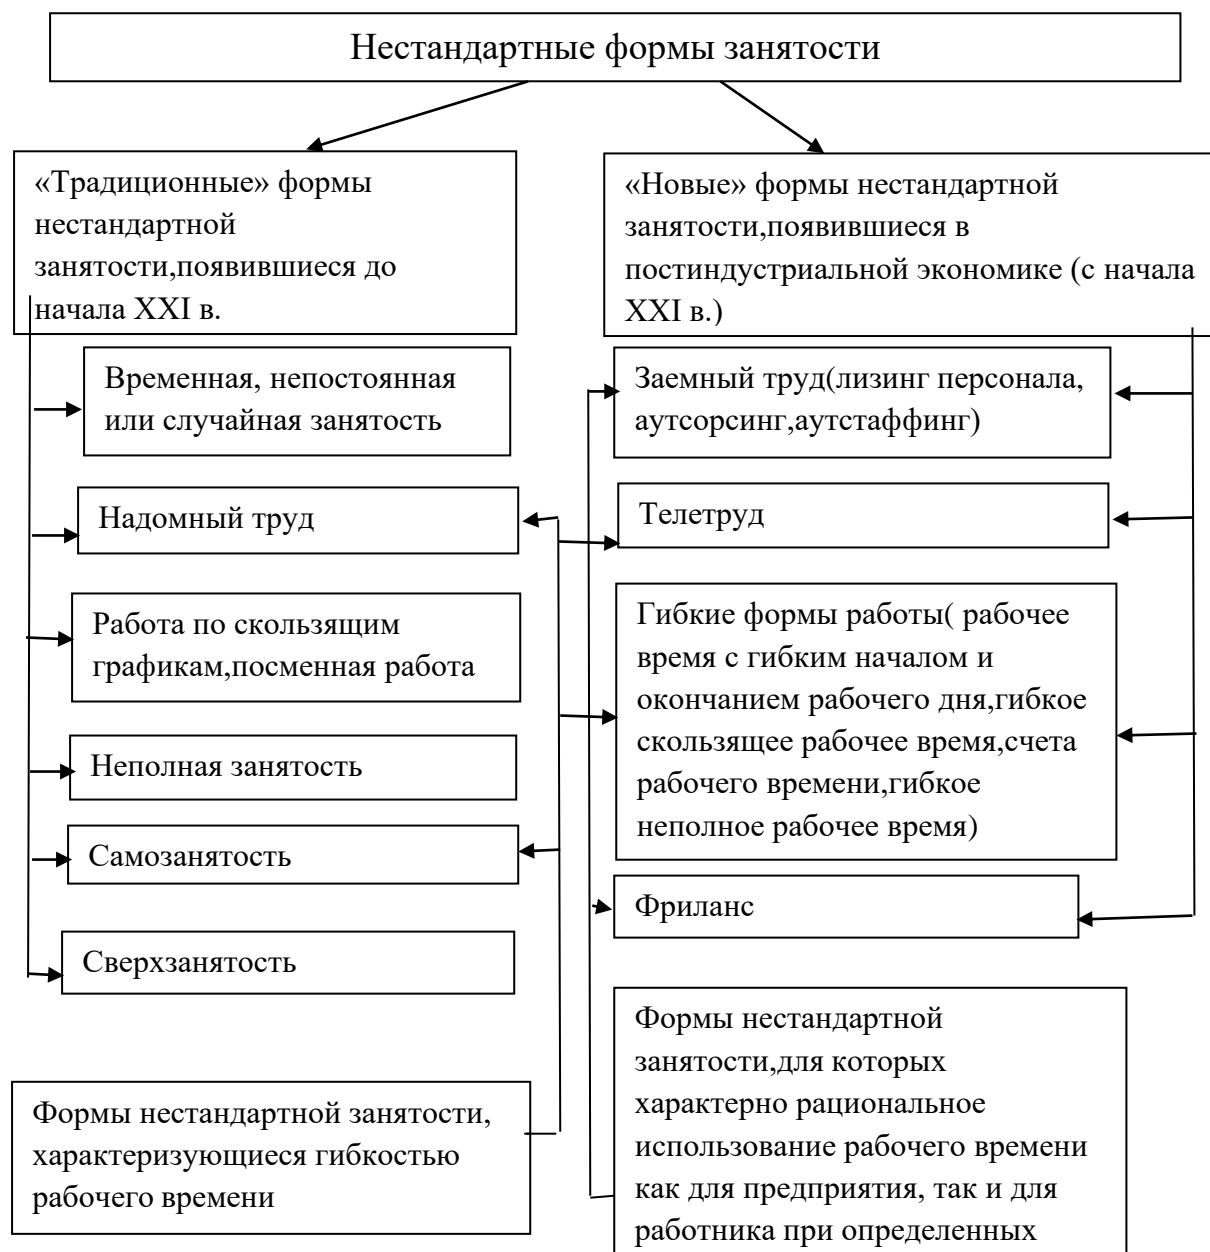 Нестандартные формы занятости
«Традиционные» формы
нестандартной
занятости,появившиеся до
начала XXI в.
«Новые» формы нестандартной
занятости,появившиеся в
постиндустриальной экономике (с начала
XXI в.)
Временная, непостоянная
или случайная занятость
Заемный труд(лизинг персонала,
аутсорсинг,аутстаффинг)
Надомный труд
Телетруд
Работа по скользящим
графикам,посменная работа
Гибкие формы работы( рабочее
время с гибким началом и
окончанием рабочего дня,гибкое
скользящее рабочее время,счета
рабочего времени,гибкое
неполное рабочее время)
Неполная занятость
Самозанятость
Фриланс
Сверхзанятость
Формы нестандартной занятости,
характеризующиеся гибкостью
рабочего времени
Формы нестандартной
занятости,для которых
характерно рациональное
использование рабочего времени
как для предприятия, так и для
работника при определенных